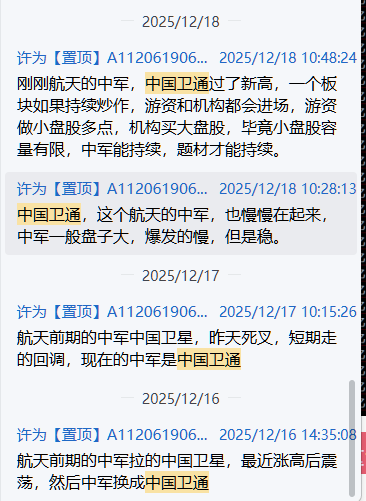 2025/12/18
许为【置顶】A112061906... 2025/12/18 10:48:24
刚刚航天的中军，中国卫通过了新高，一个板
块如果持续炒作，游资和机构都会进场，游资
做小盘股多点，机构买大盘股，毕竟小盘股容
量有限，中军能持续，题材才能持续。
许为【置顶】A112061906... 2025/12/18 10:28:13
中国卫通，这个航天的中军，也慢慢在起来，
中军一般盘子大，爆发的慢，但是稳。
2025/12/17
许为【置顶】A112061906... 2025/12/17 10:15:26
航天前期的中军中国卫星，昨天死叉，短期走
的回调，现在的中军是中国卫通
2025/12/16
许为【置顶】A112061906... 2025/12/16 14:35:08
航天前期的中军拉的中国卫星，最近涨高后震
荡，然后中军换成中国卫通